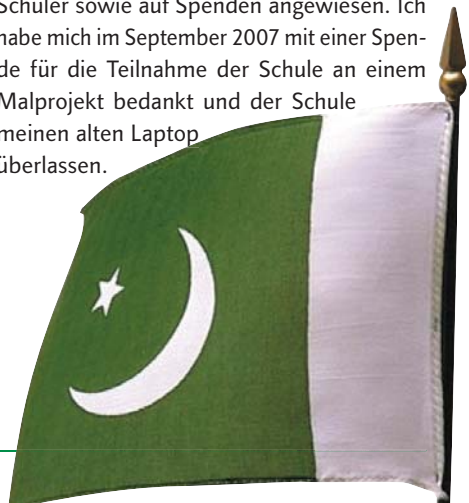 Schüler sowie auf Spenden angewiesen. Ich
habe mich im September 2007 mit einer Spen-
de für die Teilnahme der Schule an einem
Malprojekt bedankt und der Schule
meinen alten Laptop
überlassen.